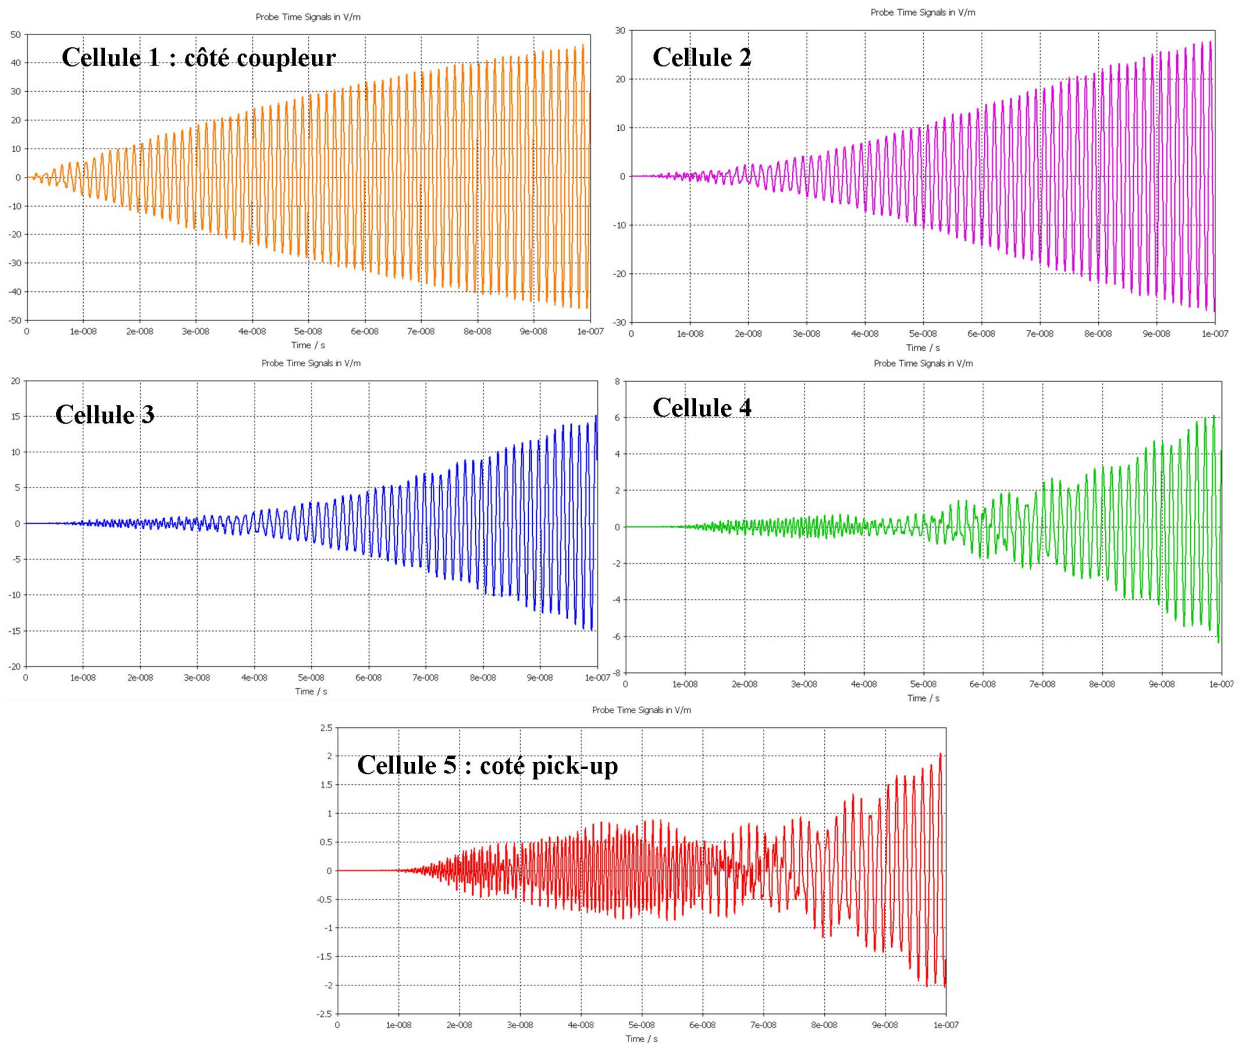 Probe Time Signals in V/m
Cellule 1 : côté coupleur
50
40
30
20
10
0
-10
-20
-30
-40
-50
0 1e-008 2e-008 3e-008 4e-008 5e-008 6e-008 7e-008 8e-008 9e-008 1e-007
Time / s
Probe Time Signals in V/m
Cellule 2
30
20
10
0
-10
-20
-30
0 1e-008 2e-008 3e-008 4e-008 5e-008 6e-008 7e-008 8e-008 9e-008 1e-007
Time / s
Probe Time Signals in V/m
Cellule 3
20
15
10
5
0
-5
-10
-15
-20
0 1e-008 2e-008 3e-008 4e-008 5e-008 6e-008 7e-008 8e-008 9e-008 1e-007
Time / s
Probe Time Signals in V/m
Cellule 4
8
6
4
2
0
-2
-4
-6
-8
0 1e-008 2e-008 3e-008 4e-008 5e-008 6e-008 7e-008 8e-008 9e-008 1e-007
Time / s
Probe Time Signals in V/m
Cellule 5 : coté pick-up
2.5
2
1.5
1
0.5
0
-0.5
-1
-1.5
-2
-2.5
0 1e-008 2e-008 3e-008 4e-008 5e-008 6e-008 7e-008 8e-008 9e-008 1e-007
Time / s